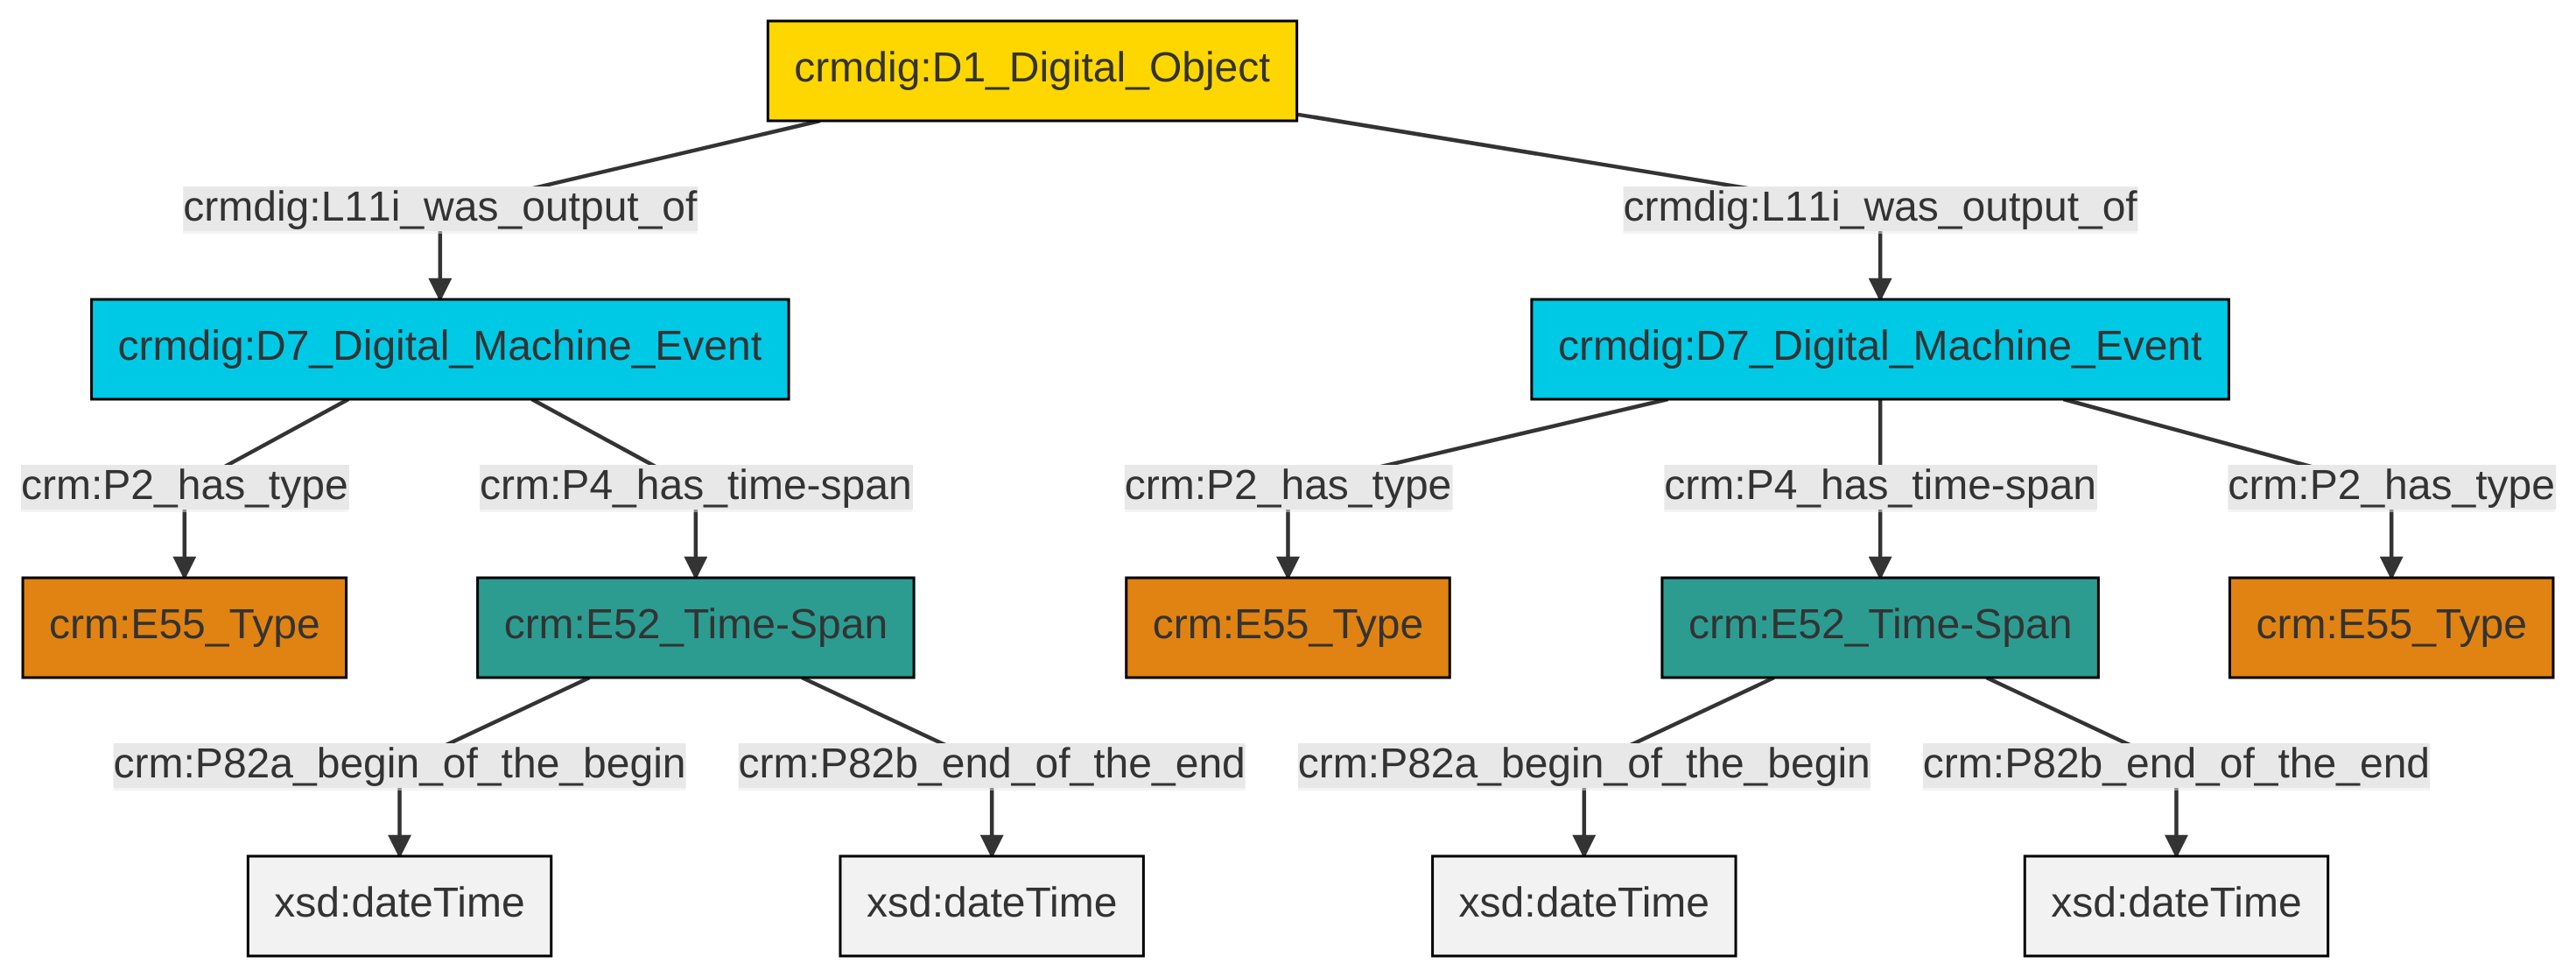 crmdig:D1_Digital_Object
crmdig:L11i_was_output_of
crmdig:L11i_was_output_of
crmdig:D7_Digital_Machine_Event
crmdig:D7_Digital_Machine_Event
crm:P2_has_type
crm:P4_has_time-span
crm:P2_has_type
crm:P4_has_time-span
crm:P2_has_type
crm:E55_Type
crm:E52_Time-Span
crm:E55_Type
crm:E52_Time-Span
crm:E55_Type
crm:P82a_begin_of_the_begin
crm:P82b_end_of_the_end
crm:P82a_begin_of_the_begin
crm:P82b_end_of_the_end
xsd:dateTime
xsd:dateTime
xsd:dateTime
xsd:dateTime